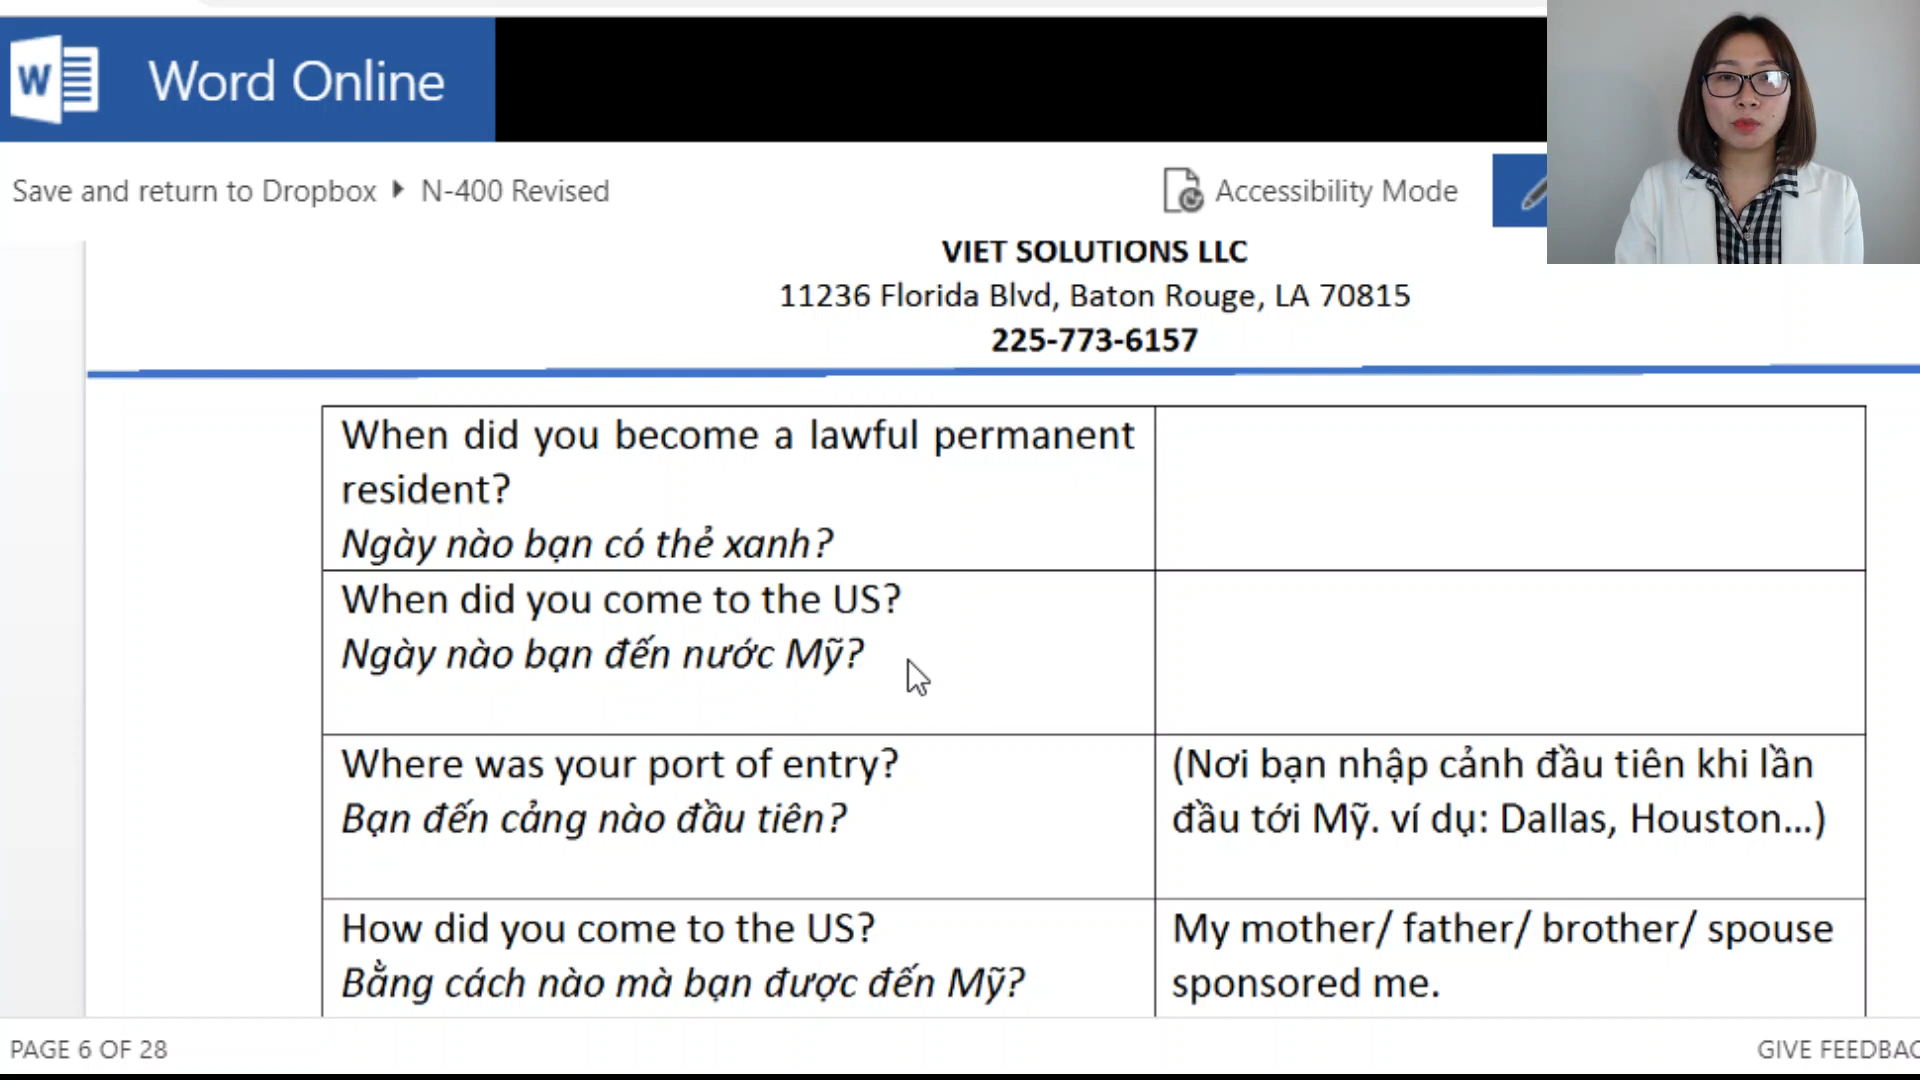 Word Online
Save and return to Dropbox ▸ N-400 Revised
Accessibility Mode
VIET SOLUTIONS LLC
11236 Florida Blvd, Baton Rouge, LA 70815
225-773-6157
When did you become a lawful permanent
resident?
Ngày nào bạn có thẻ xanh?
When did you come to the US?
Ngày nào bạn đến nước Mỹ?
Where was your port of entry?
Bạn đến cảng nào đầu tiên?
(Nơi bạn nhập cảnh đầu tiên khi lần
đầu tới Mỹ. ví dụ: Dallas, Houston...)
How did you come to the US?
Bằng cách nào mà bạn được đến Mỹ?
My mother/ father/ brother/ spouse
sponsored me.
PAGE 6 OF 28
GIVE FEEDBAC